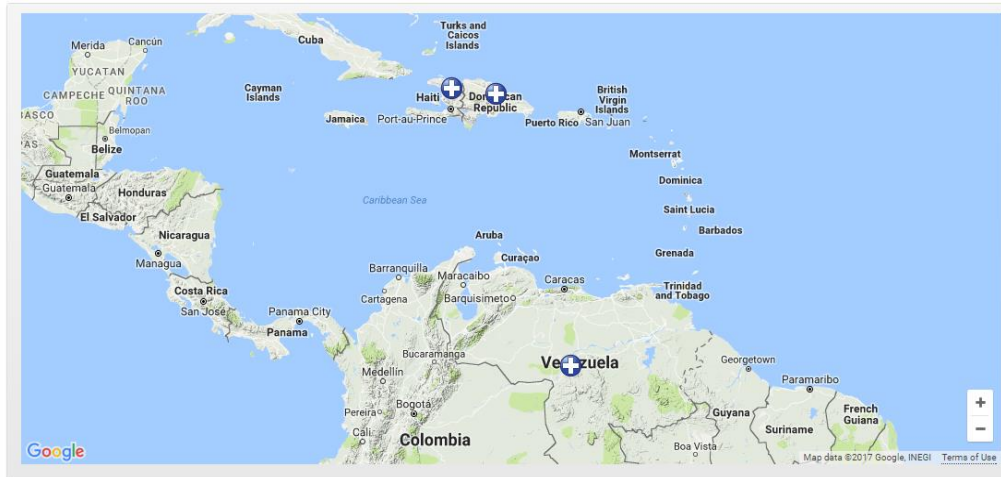 Turks and
Caicos
Islands
Cuba
Cancún
Merida
YUCATAN
CAMPECHE
QUINTANA
ROO
Cayman
Islands
Haiti
Republic
British
Virgin
Islands
BASCO
Jamaica
Port-au-Prince
Puerto Rico
San Juan
Belmopan
PAS
Belize
Montserrat
Guatemala
Guatemala
Honduras
Dominica
Caribbean Sea
El Salvador
Saint Lucia
Nicaragua
Aruba
Barbados
Managua
Curaçao
Grenada
Barranquilla
Maracaibo
Caracas
Costa Rica
Cartagena
Barquisimeto
Trinidad
and Tobago
San José
Panama City
Panama
Bucaramanga
Medellín
Georgetown
Paramaribo
Pereira
Bogotá
Guyana
French
Guiana
Suriname
Cali
Colombia
Boa Vista
+
−
Google
Map data ©2017 Google, INEGI
Terms of Use